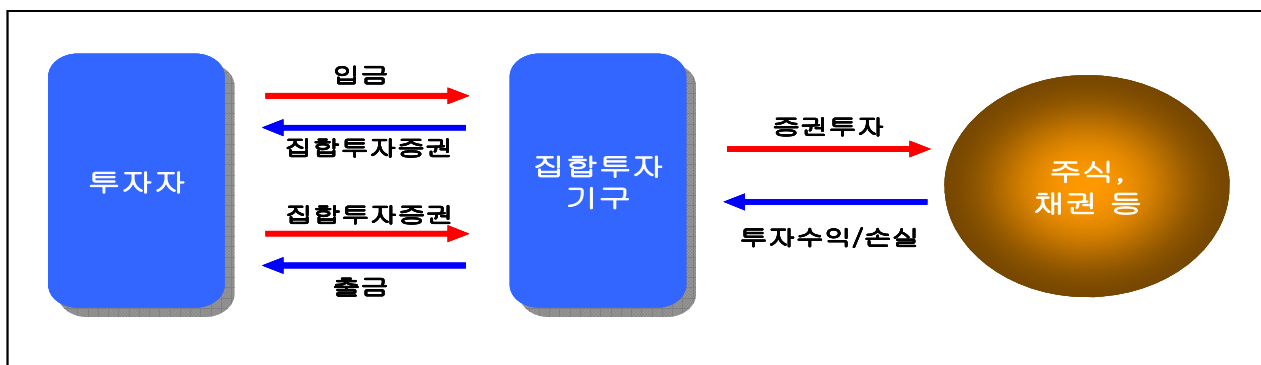 투자자
입금
집합투자증권
집합투자증권
출금
집합투자
기구
증권투자
투자수익/손실
주식,
채권 등